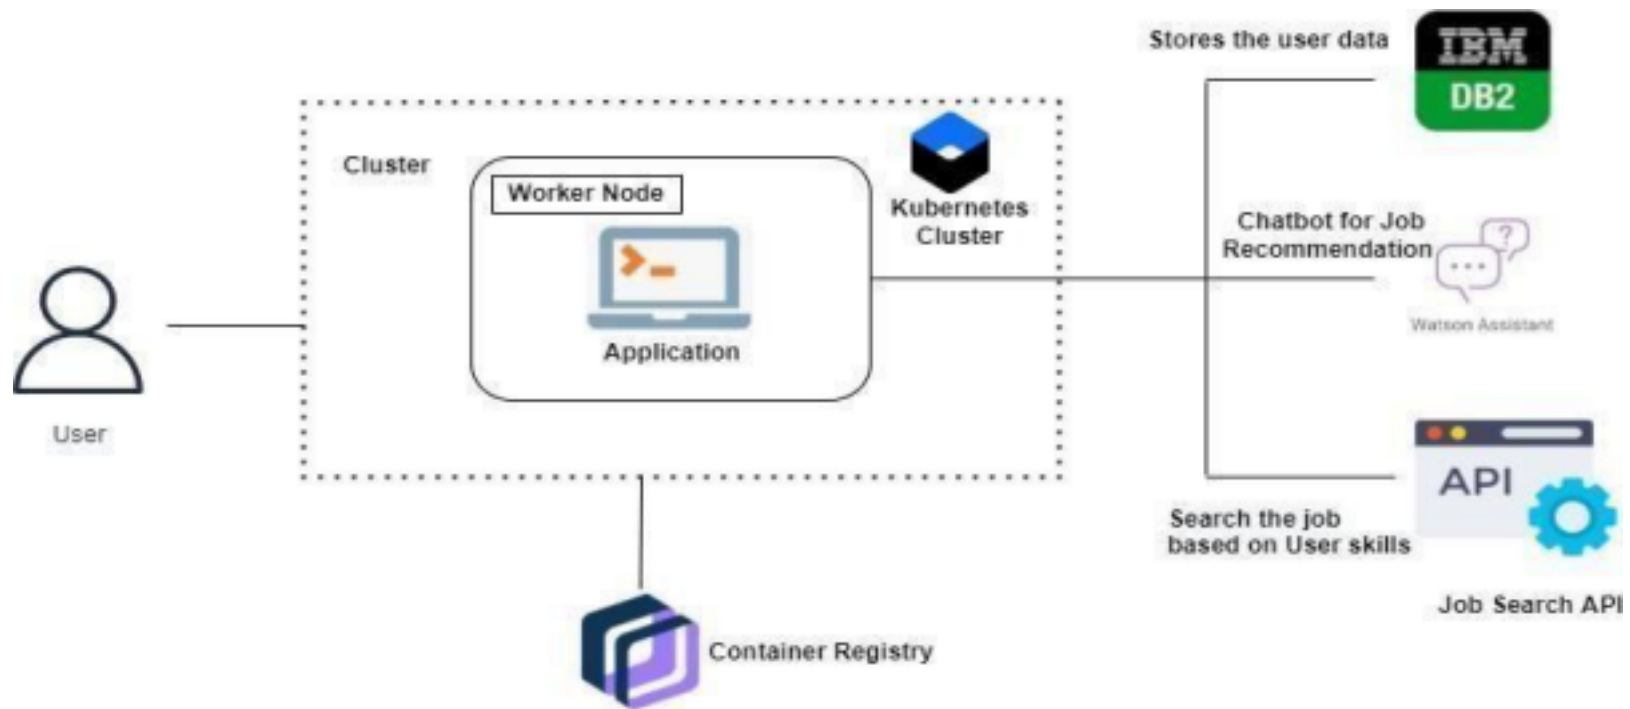 Stores the user data
IBM
DB2
Cluster
Worker Node
Kubernetes
Cluster
Chatbot for Job
Recommendation
?
Watson Assistant
Application
User
API
Search the job
based on User skills
Job Search API
Container Registry